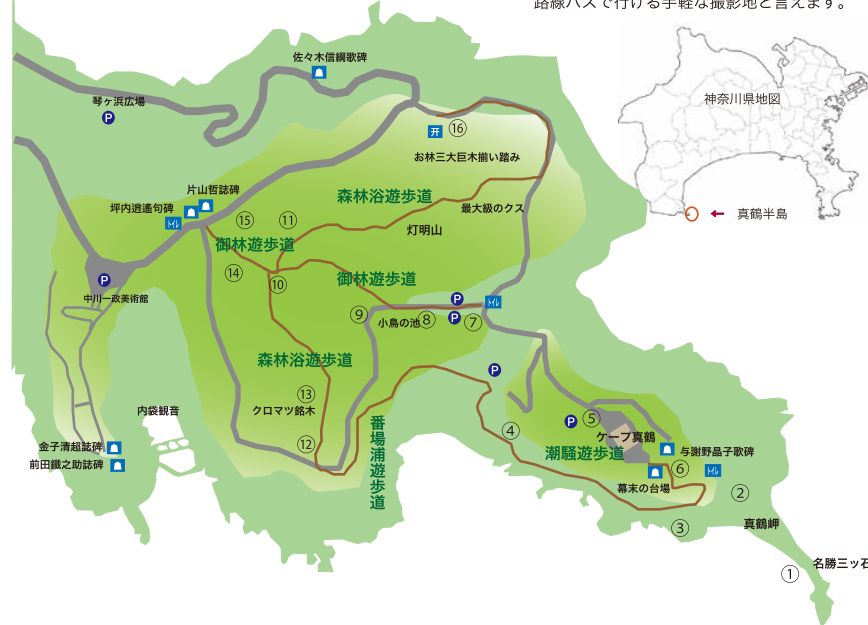 路線バスで行ける手軽な撮影地と言えます。
佐々木信綱歌碑
神奈川県地図
琴ヶ浜広場
P
开
⑯
お林三大巨木揃い踏み
片山哲誌碑
森林浴遊歩道
坪内逍遙句碑
最大級のクス
真鶴半島
トイレ
⑮
⑪
灯明山
御林遊歩道
⑭
御林遊歩道
P
⑩
中川一政美術館
P
トイレ
⑨
小鳥の池
⑧
P
⑦
森林浴遊歩道
P
⑬
クロマツ銘木
内袋観音
番場浦遊歩道
P
⑤
ケープ真鶴
④
⑫
金子清超誌碑
潮騒遊歩道
与謝野晶子歌碑
前田鐵之助誌碑
⑥
トイレ
幕末の台場
②
③
真鶴岬
①
名勝三ッ石